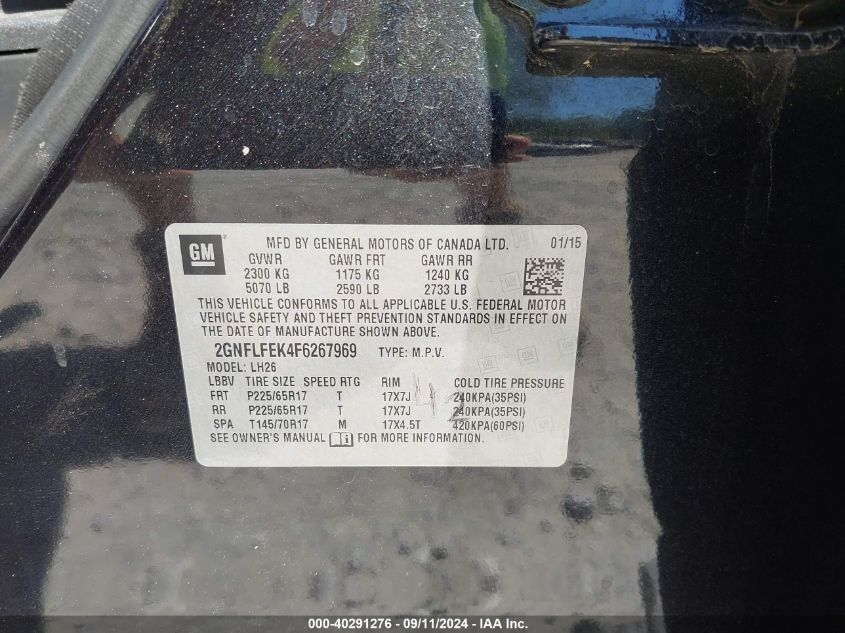 GM
MFD BY GENERAL MOTORS OF CANADA LTD. 01/15
GVWR GAWR FRT GAWR RR
2300 KG 1175 KG 1240 KG
5070 LB 2590 LB 2733 LB
THIS VEHICLE CONFORMS TO ALL APPLICABLE U.S. FEDERAL MOTOR
VEHICLE SAFETY AND THEFT PREVENTION STANDARDS IN EFFECT ON
THE DATE OF MANUFACTURE SHOWN ABOVE.
2GNFLFEK4F6267969 TYPE: M.P.V.
MODEL: LH26
LBBV TIRE SIZE SPEED RTG RIM COLD TIRE PRESSURE
FRT P225/65R17 T 17X7J 240KPA(35PSI)
RR P225/65R17 T 17X7J 240KPA(35PSI)
SPA T145/70R17 M 17X4.5T 420KPA(60PSI)
42
SEE OWNER'S MANUAL FOR MORE INFORMATION.
000-40291276 - 09/11/2024 - IAA Inc.